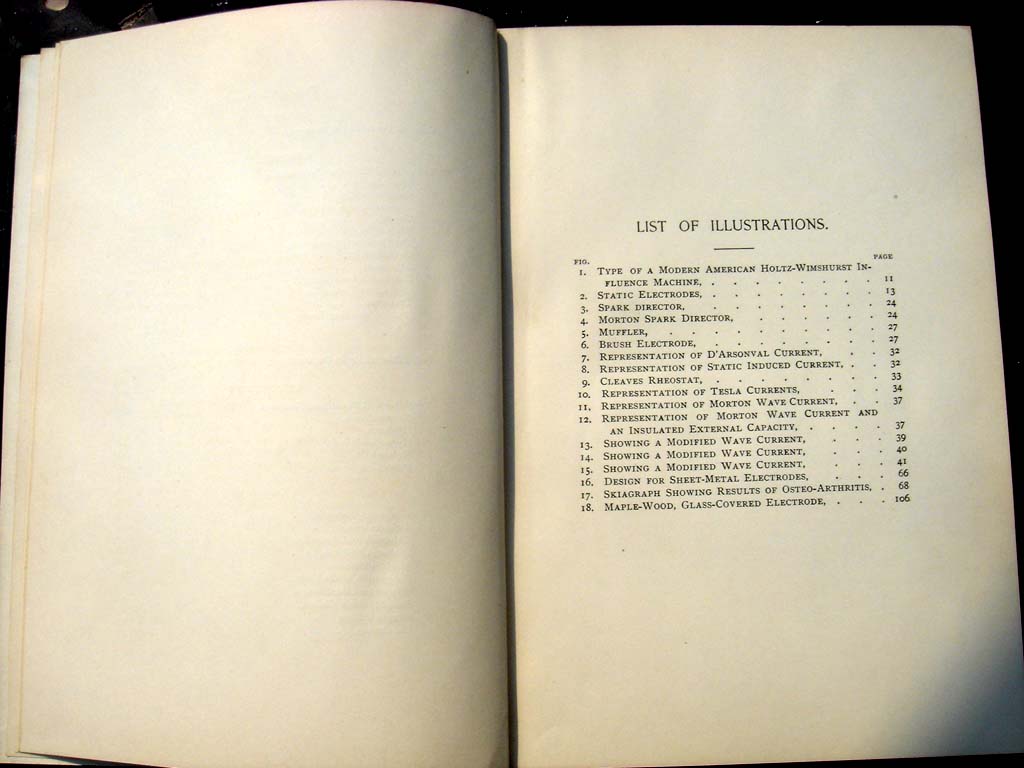 LIST OF ILLUSTRATIONS.
FIG. PAGE
1. TYPE OF A MODERN AMERICAN HOLTZ-WIMSHURST IN-
FLUENCE MACHINE, . . . . . . . . 11
2. STATIC ELECTRODES, . . . . . . . . 13
3. SPARK DIRECTOR, . . . . . . . . . 24
4. MORTON SPARK DIRECTOR, . . . . . . 24
5. MUFFLER, . . . . . . . . . . 27
6. BRUSH ELECTRODE, . . . . . . . . 27
7. REPRESENTATION OF D'ARSONVAL CURRENT, . . 32
8. REPRESENTATION OF STATIC INDUCED CURRENT, . . 32
9. CLEAVES RHEOSTAT, . . . . . . . . 33
10. REPRESENTATION OF TESLA CURRENTS, . . . 34
11. REPRESENTATION OF MORTON WAVE CURRENT, . . 37
12. REPRESENTATION OF MORTON WAVE CURRENT AND
AN INSULATED EXTERNAL CAPACITY, . . . . 37
13. SHOWING A MODIFIED WAVE CURRENT, . . . 39
14. SHOWING A MODIFIED WAVE CURRENT, . . . 40
15. SHOWING A MODIFIED WAVE CURRENT, . . . 41
16. DESIGN FOR SHEET-METAL ELECTRODES, . . . 66
17. SKIAGRAPH SHOWING RESULTS OF OSTEO-ARTHRITIS, . 68
18. MAPLE-WOOD, GLASS-COVERED ELECTRODE, . . . 106